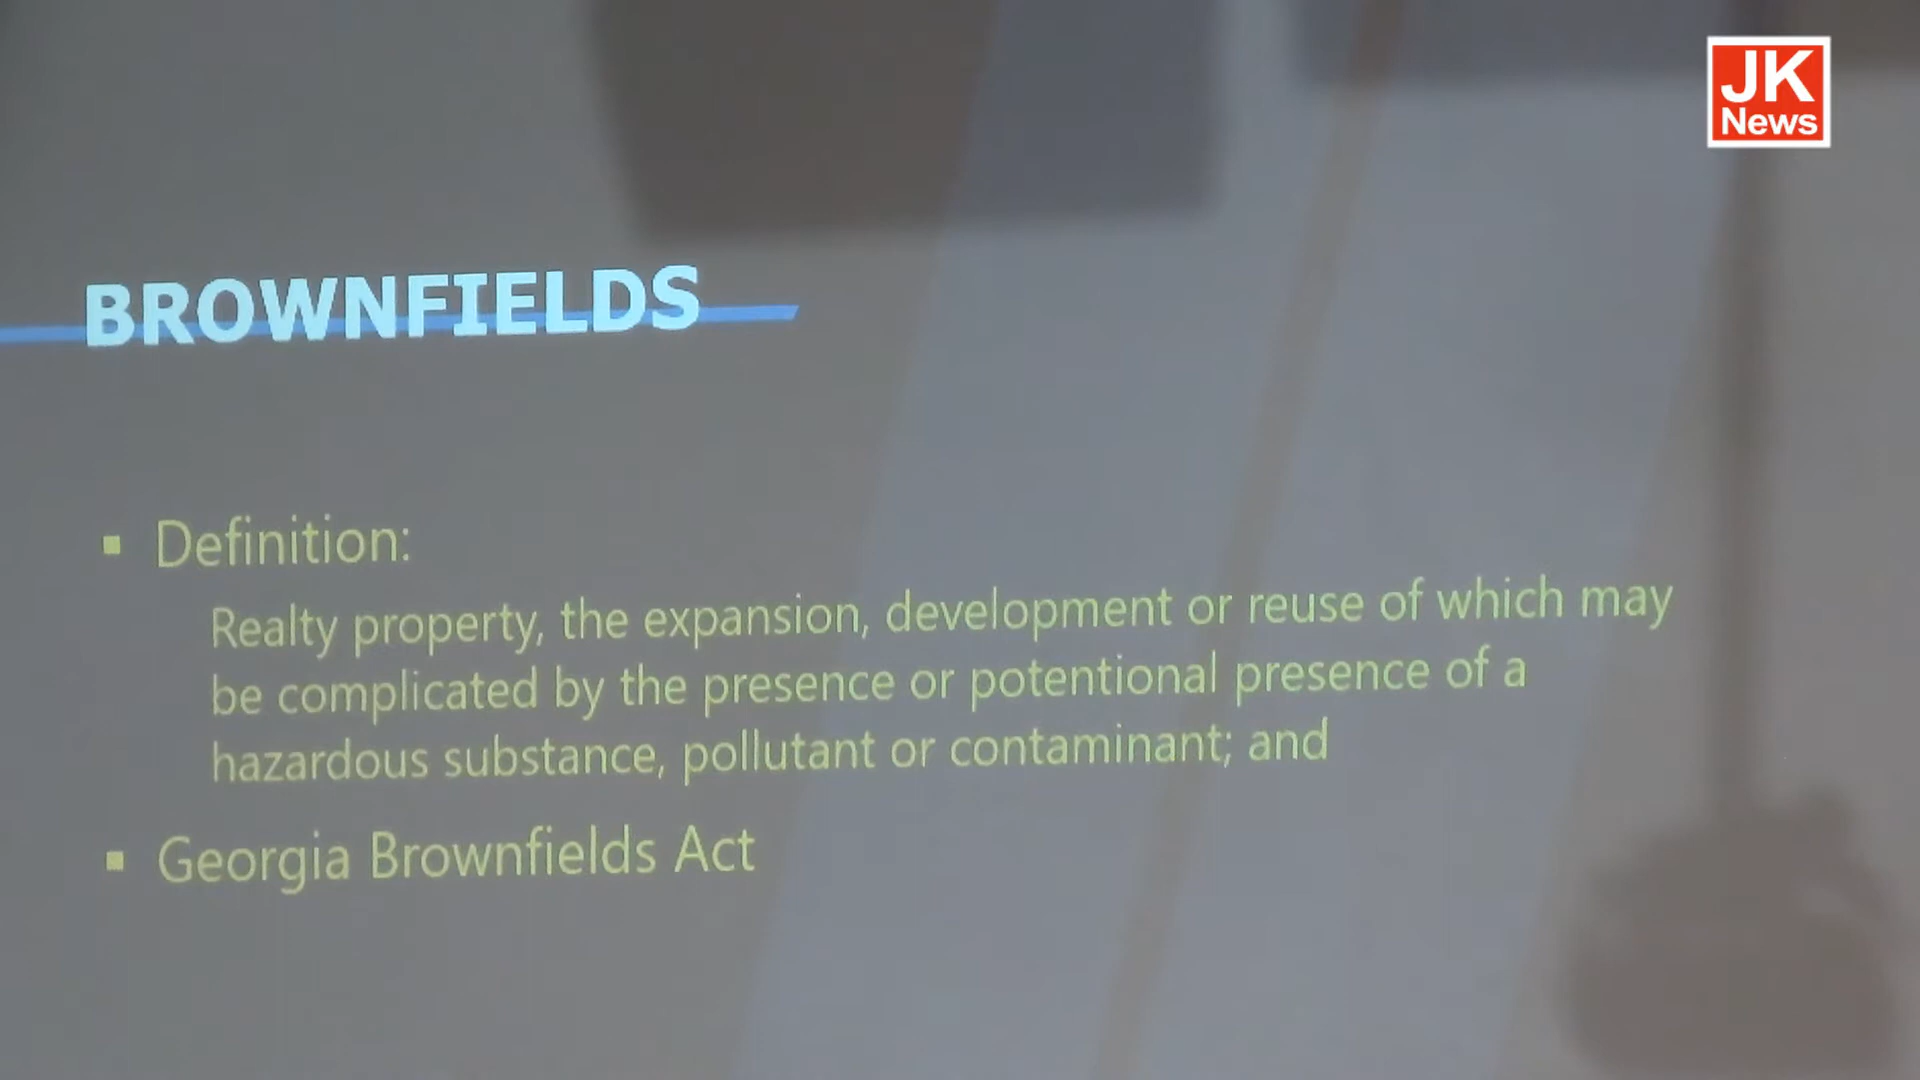 JK
News
BROWNFIELDS
▪ Definition:
Realty property, the expansion, development or reuse of which may
be complicated by the presence or potentional presence of a
hazardous substance, pollutant or contaminant; and
▪ Georgia Brownfields Act